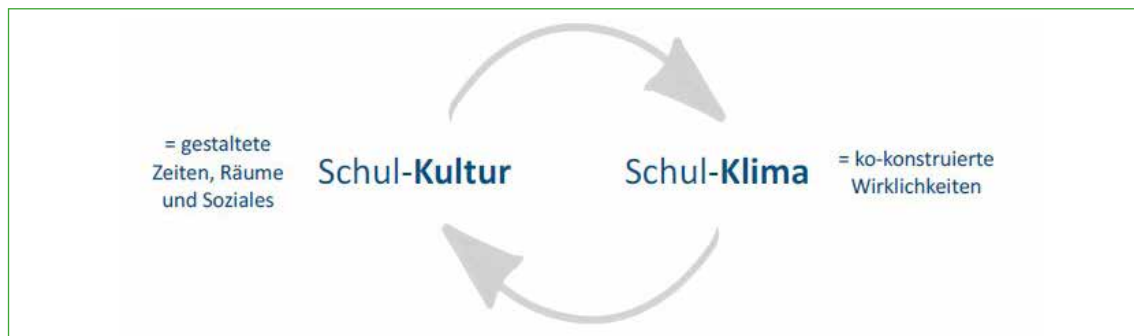 = gestaltete
Zeiten, Räume
und Soziales
Schul-Kultur
Schul-Klima
= ko-konstruierte
Wirklichkeiten